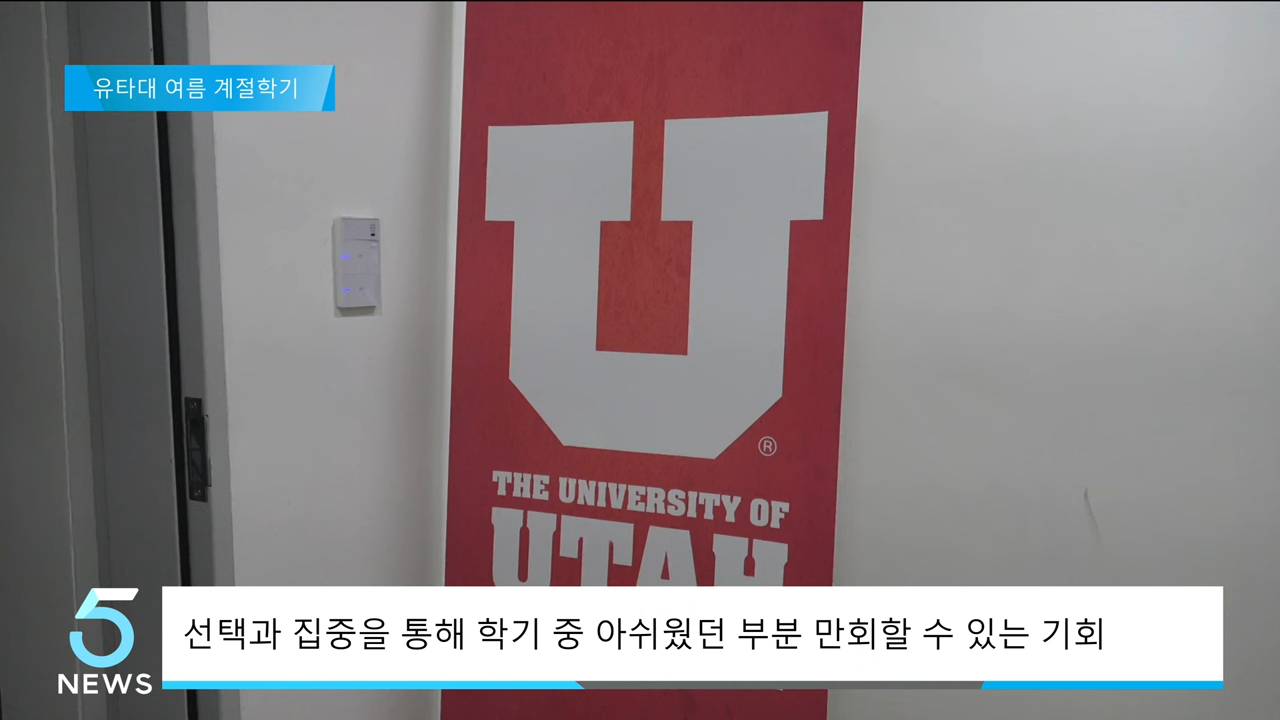 유타대 여름 계절학기
U
®
THE UNIVERSITY OF
UTAH
5
NEWS
선택과 집중을 통해 학기 중 아쉬웠던 부분 만회할 수 있는 기회